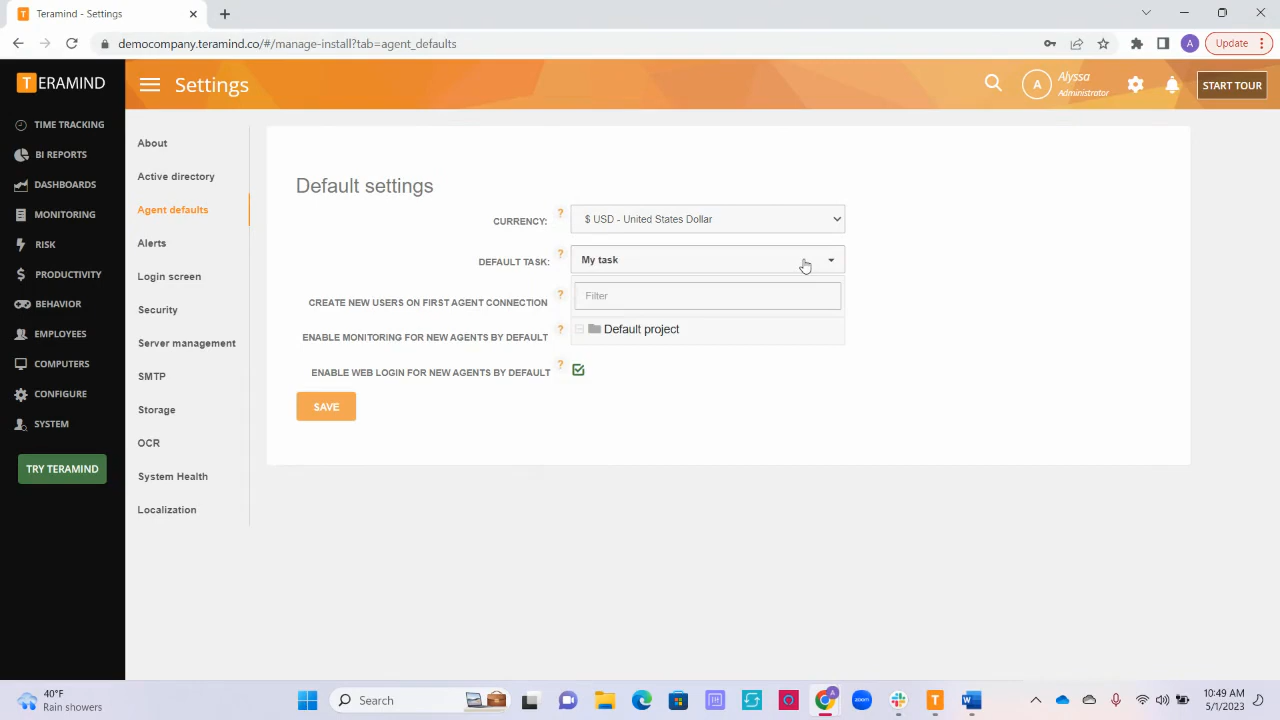 Teramind - Settings
democompany.teramind.co/#/manage-install?tab=agent_defaults
A
Update
TERAMIND
Settings
A
Alyssa
Administrator
START TOUR
TIME TRACKING
BI REPORTS
DASHBOARDS
MONITORING
RISK
PRODUCTIVITY
BEHAVIOR
EMPLOYEES
COMPUTERS
CONFIGURE
SYSTEM
TRY TERAMIND
About
Active directory
Agent defaults
Alerts
Login screen
Security
Server management
SMTP
Storage
OCR
System Health
Localization
Default settings
CURRENCY: ? $ USD - United States Dollar
DEFAULT TASK: ? My task
Filter
CREATE NEW USERS ON FIRST AGENT CONNECTION ?
Default project
ENABLE MONITORING FOR NEW AGENTS BY DEFAULT ?
ENABLE WEB LOGIN FOR NEW AGENTS BY DEFAULT ?
SAVE
40°F
Rain showers
Search
zoom
10:49 AM
5/1/2023